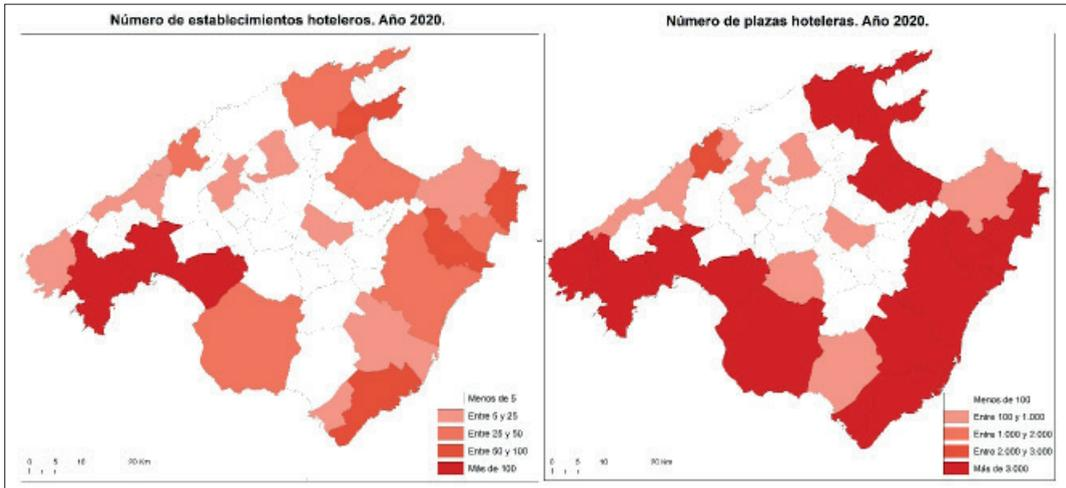 Número de establecimientos hoteleros. Año 2020.
Menos de 5
Entre 5 y 25
Entre 25 y 50
Entre 50 y 100
Más de 100
0 5 10 20 Km
Número de plazas hoteleras. Año 2020.
Menos de 100
Entre 100 y 1.000
Entre 1.000 y 2.000
Entre 2.000 y 3.000
Más de 3.000
0 5 10 20 Km